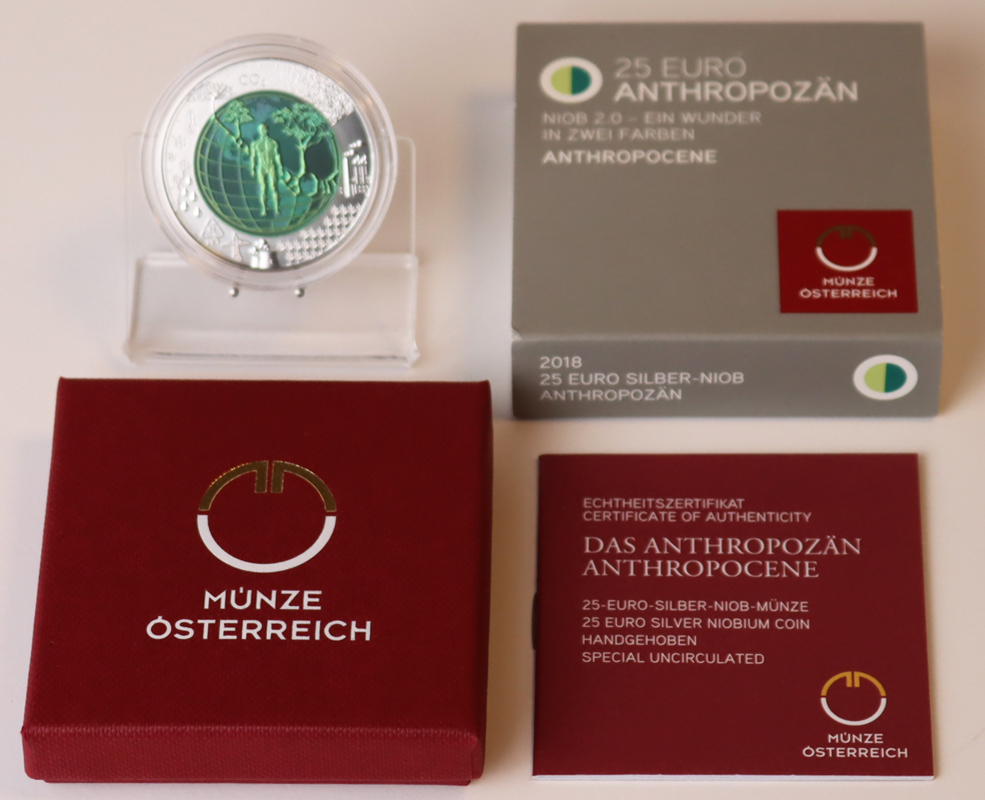 CO₂
25 EURO
ANTHROPOZÄN
NIOB 2.0 – EIN WUNDER
IN ZWEI FARBEN
ANTHROPOCENE
MÜNZE
ÖSTERREICH
2018
25 EURO SILBER-NIOB
ANTHROPOZÄN
MÜNZE
ÖSTERREICH
ECHTHEITSZERTIFIKAT
CERTIFICATE OF AUTHENTICITY
DAS ANTHROPOZÄN
ANTHROPOCENE
25-EURO-SILBER-NIOB-MÜNZE
25 EURO SILVER NIOBIUM COIN
HANDGEHOBEN
SPECIAL UNCIRCULATED
MÜNZE
ÖSTERREICH